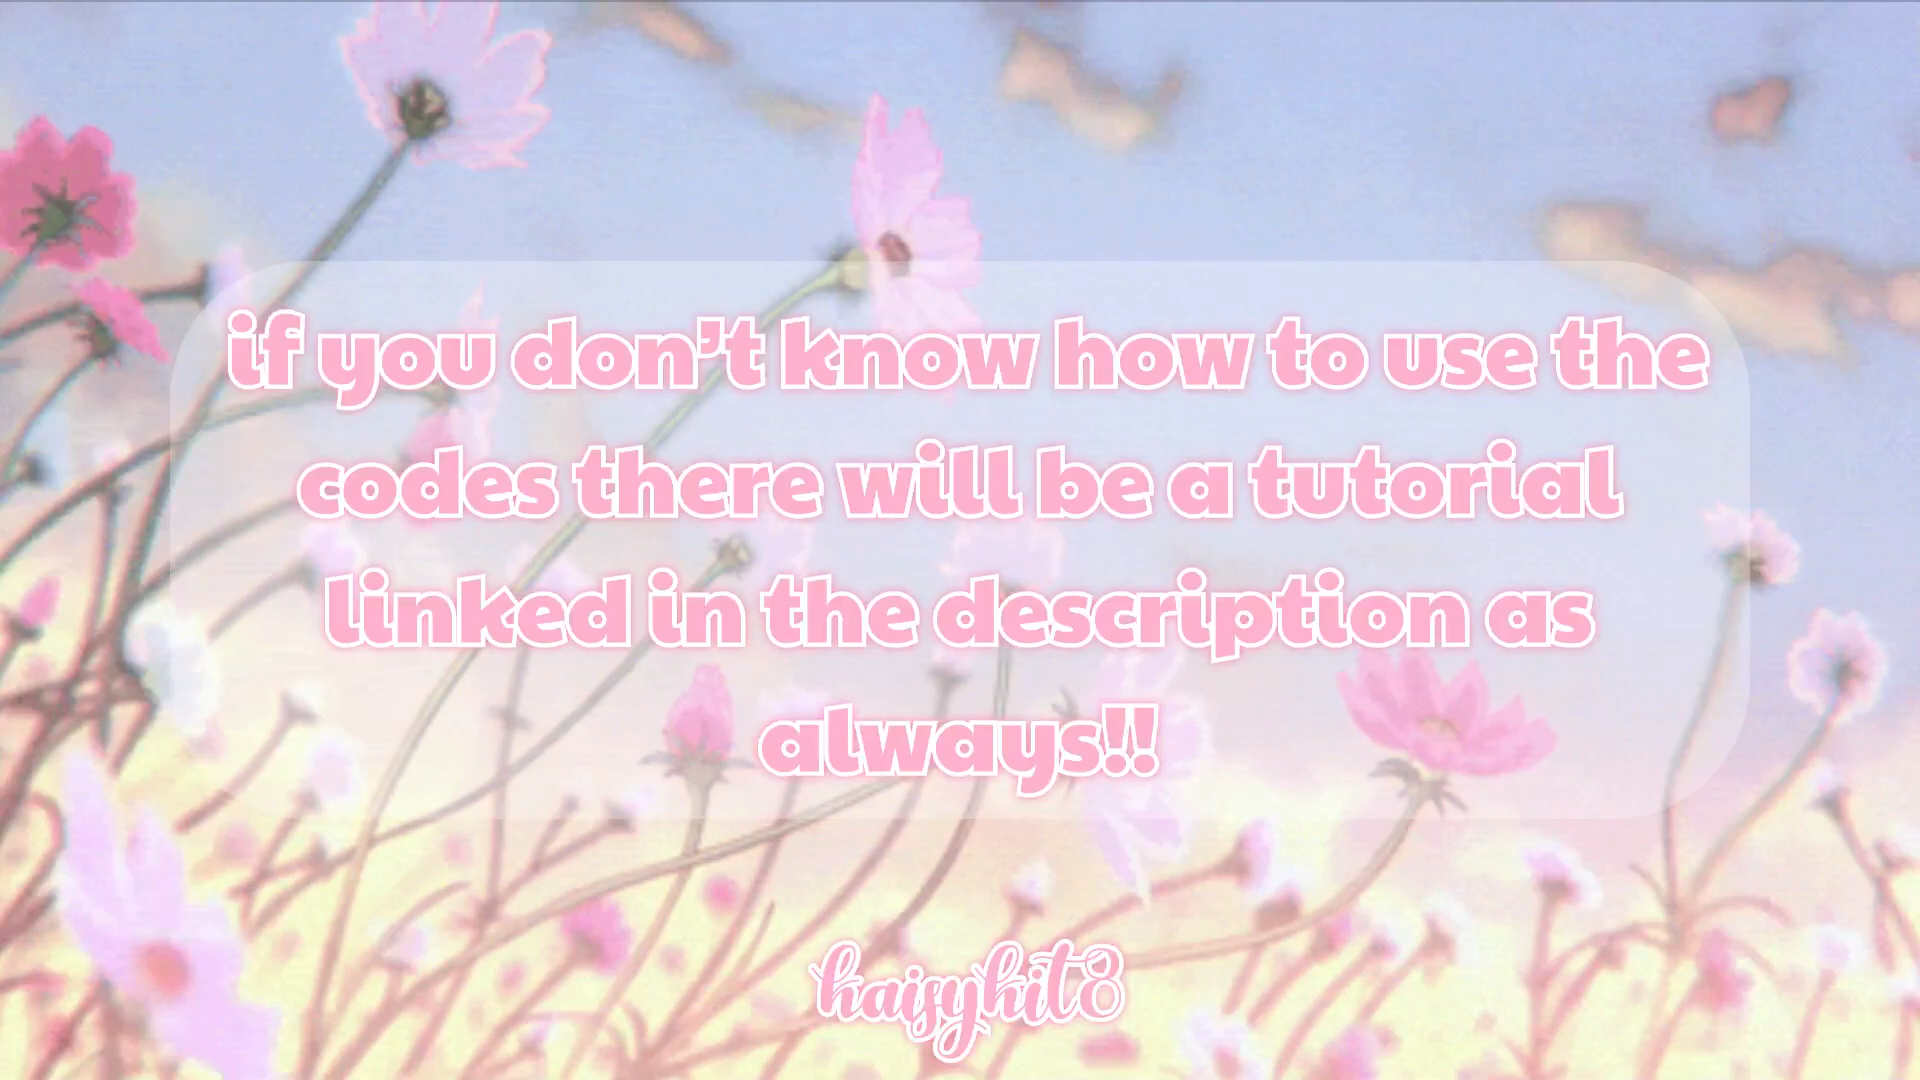 if you don't know how to use the
codes there will be a tutorial
linked in the description as
always!!
haisyhit8